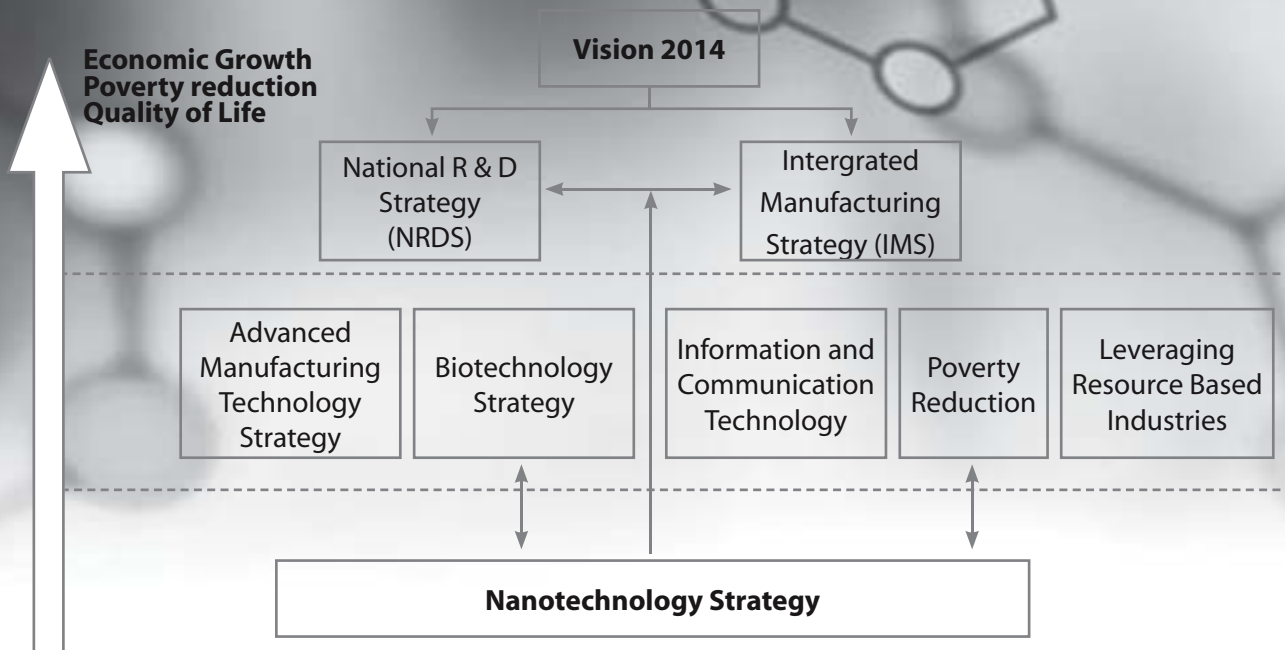 Economic Growth
Poverty reduction
Quality of Life
Vision 2014
National R & D
Strategy
(NRDS)
Intergrated
Manufacturing
Strategy (IMS)
Advanced
Manufacturing
Technology
Strategy
Biotechnology
Strategy
Information and
Communication
Technology
Poverty
Reduction
Leveraging
Resource Based
Industries
Nanotechnology Strategy